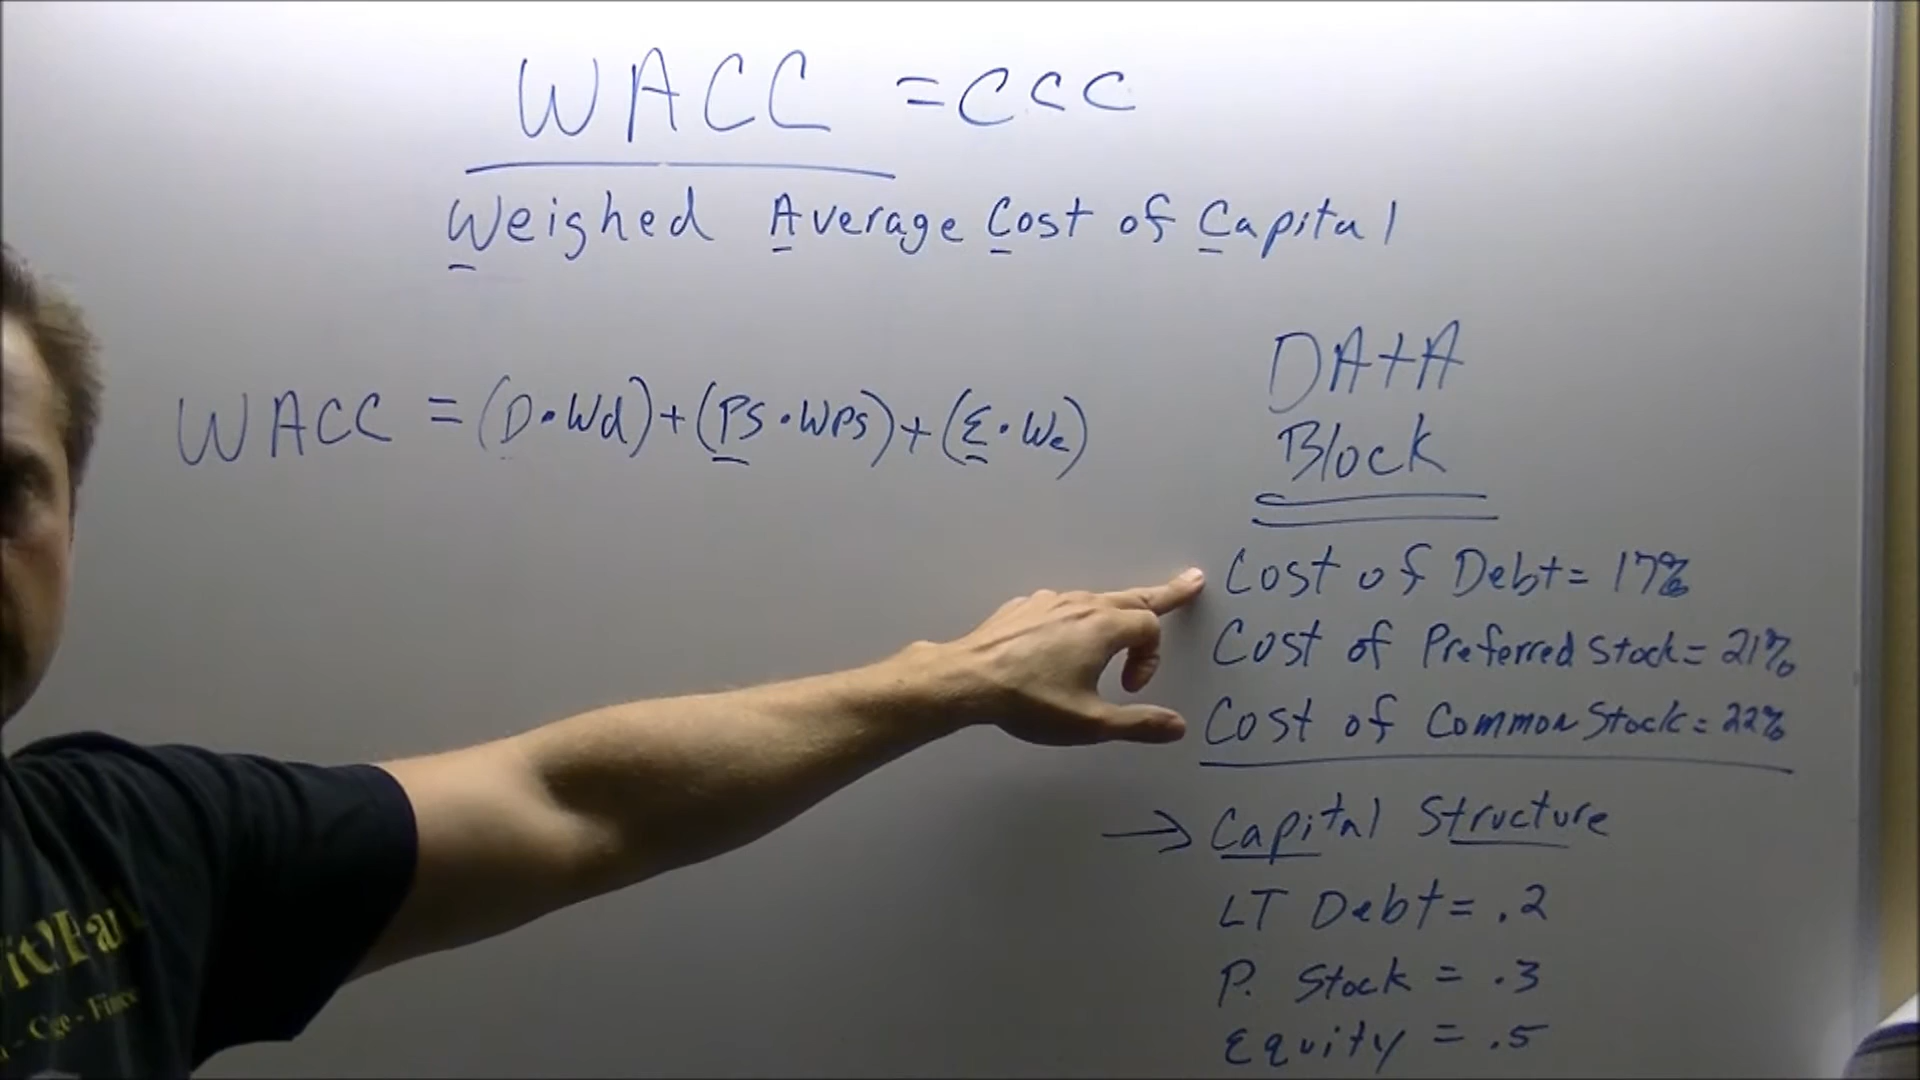 WACC = CCC
Weighed Average Cost of Capital
WACC = (D·Wd)+(PS·WPS)+(E·We)
DAtA
Block
Cost of Debt= 17%
Cost of Preferred Stock= 21%
Cost of Common Stock= 22%
→ Capital Structure
LT Debt= .2
P. Stock = .3
Equity = .5